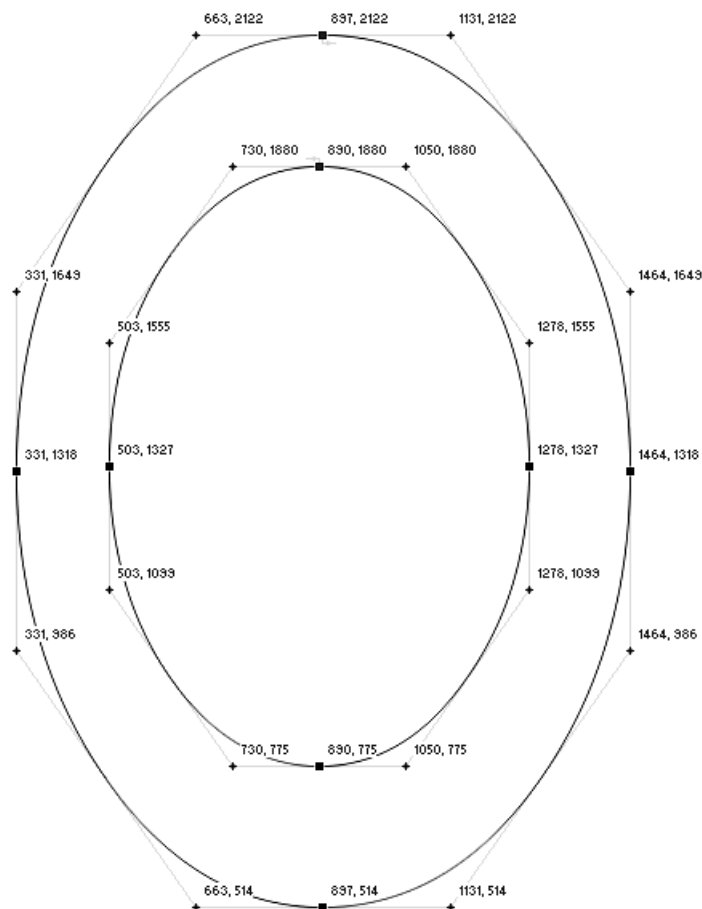 663, 2122 897, 2122 1131, 2122
730, 1880 890, 1880 1050, 1880
331, 1649 1464, 1649
503, 1555 1278, 1555
503, 1327 1278, 1327
331, 1318 1464, 1318
503, 1099 1278, 1099
331, 986 1464, 986
730, 775 890, 775 1050, 775
663, 514 897, 514 1131, 514